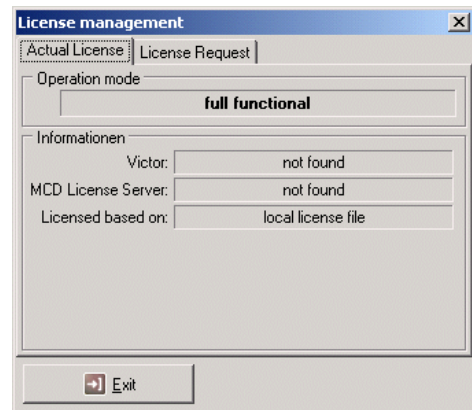 License management
Actual License License Request
Operation mode
full functional
Informationen
Victor: not found
MCD License Server: not found
Licensed based on: local license file
Exit